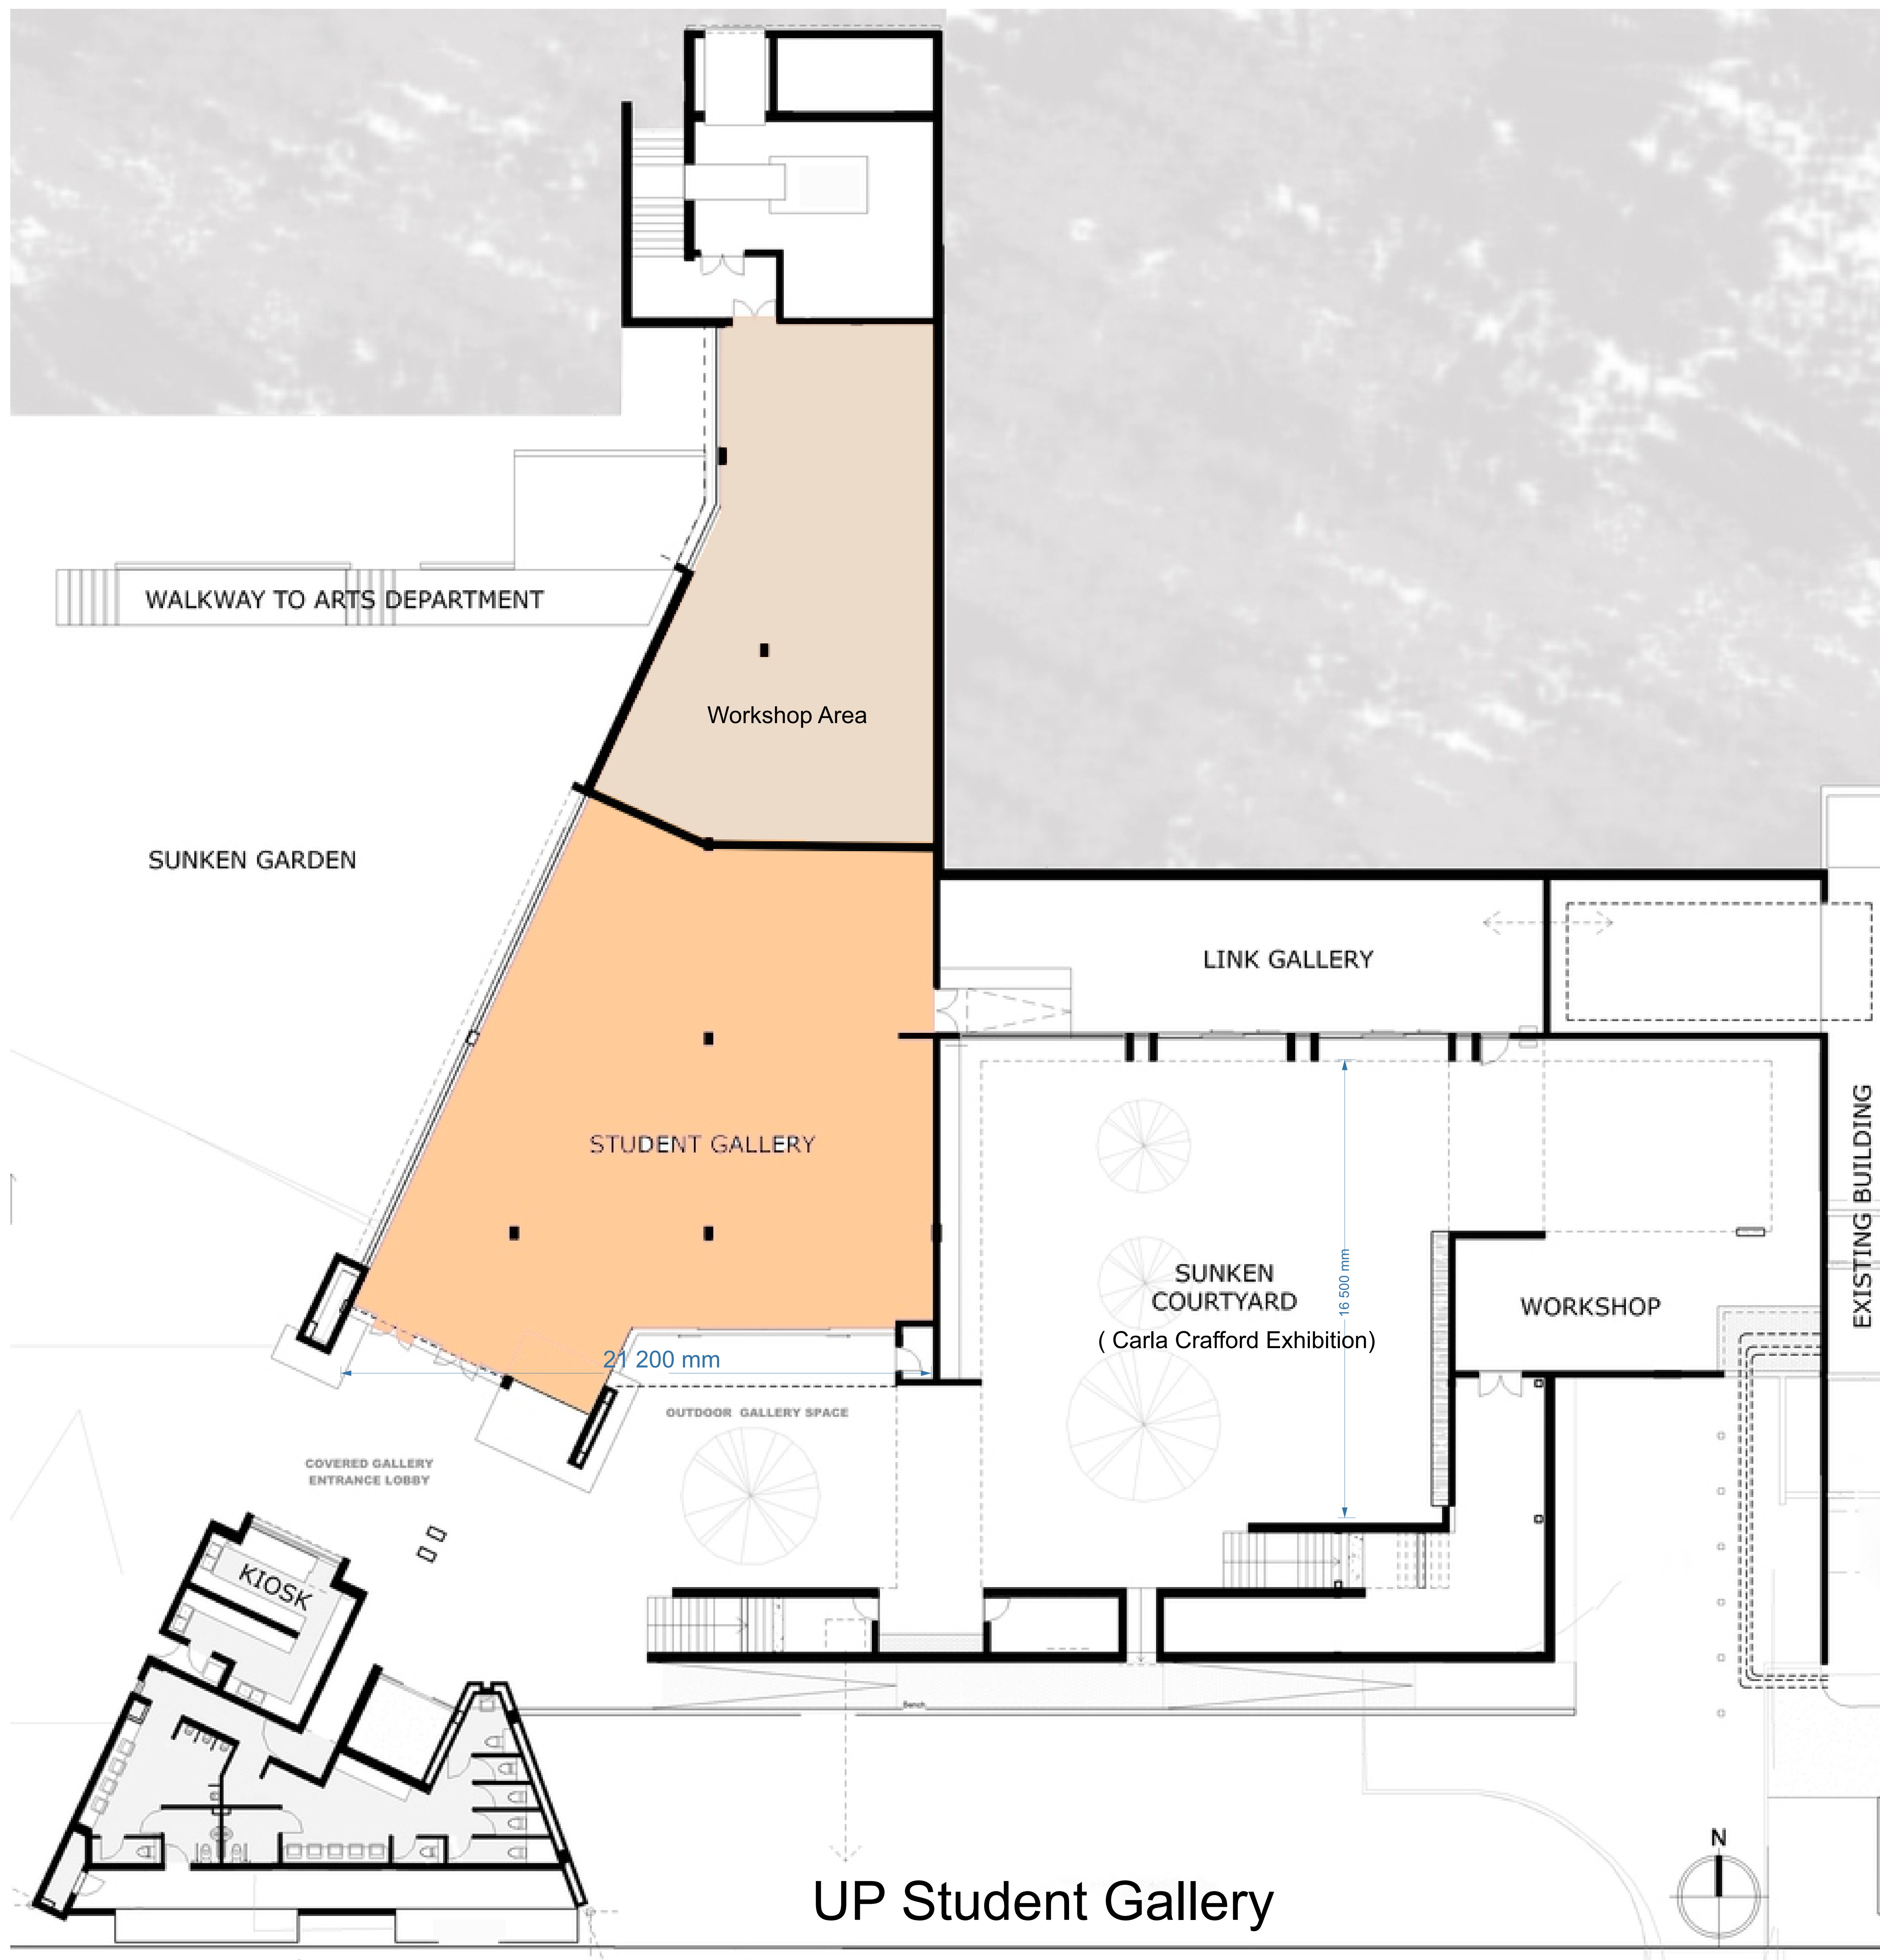 WALKWAY TO ARTS DEPARTMENT
Workshop Area
SUNKEN GARDEN
LINK GALLERY
STUDENT GALLERY
EXISTING BUILDING
16 500 mm
SUNKEN
COURTYARD
( Carla Crafford Exhibition)
WORKSHOP
21 200 mm
OUTDOOR GALLERY SPACE
COVERED GALLERY
ENTRANCE LOBBY
KIOSK
Bench
N
UP Student Gallery